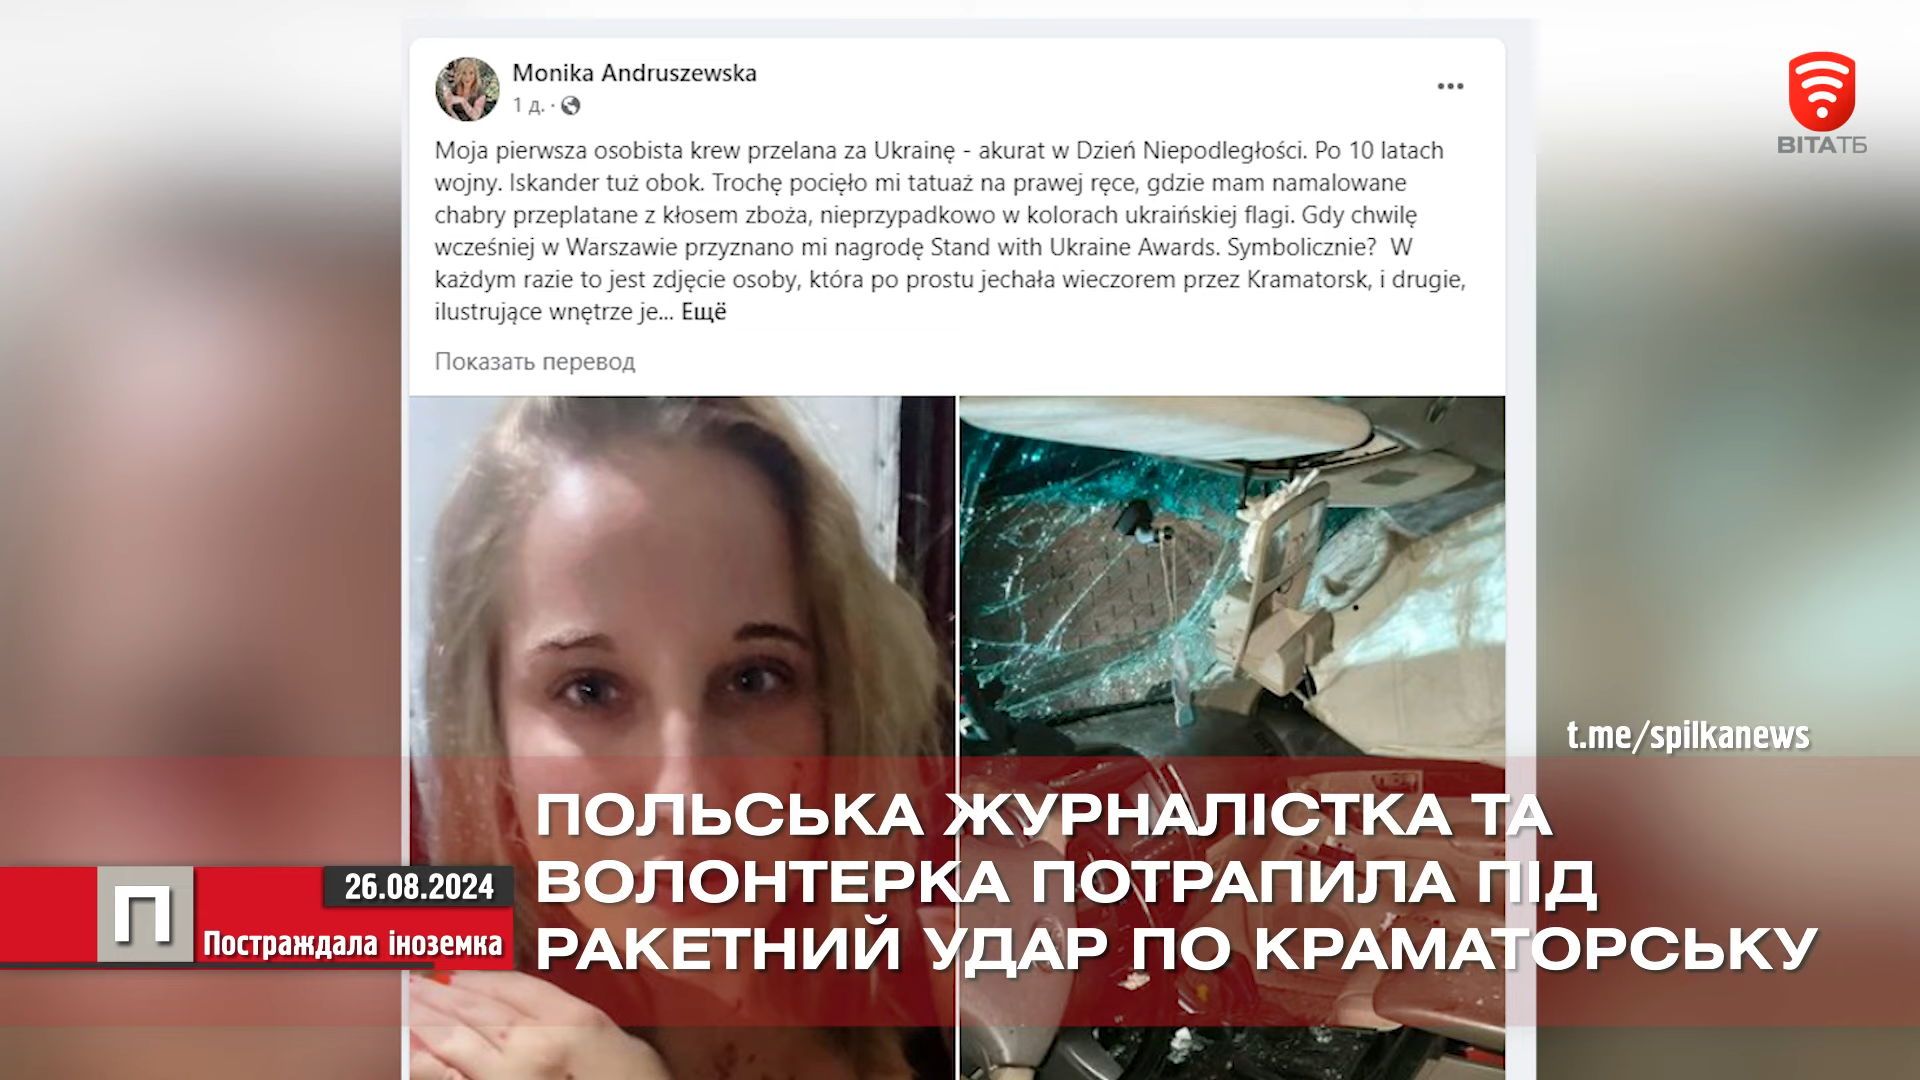 Monika Andruszewska
1 д. ·
Moja pierwsza osobista krew przelana za Ukrainę - akurat w Dzień Niepodległości. Po 10 latach
wojny. Iskander tuż obok. Trochę pocięło mi tatuaż na prawej ręce, gdzie mam namalowane
chabry przeplatane z kłosem zboża, nieprzypadkowo w kolorach ukraińskiej flagi. Gdy chwilę
wcześniej w Warszawie przyznano mi nagrodę Stand with Ukraine Awards. Symbolicznie? W
każdym razie to jest zdjęcie osoby, która po prostu jechała wieczorem przez Kramatorsk, i drugie,
ilustrujące wnętrze je... Ещё
Показать перевод
ВІТАТБ
t.me/spilkanews
ПОЛЬСЬКА ЖУРНАЛІСТКА ТА
ВОЛОНТЕРКА ПОТРАПИЛА ПІД
РАКЕТНИЙ УДАР ПО КРАМАТОРСЬКУ
26.08.2024
П
Постраждала іноземка